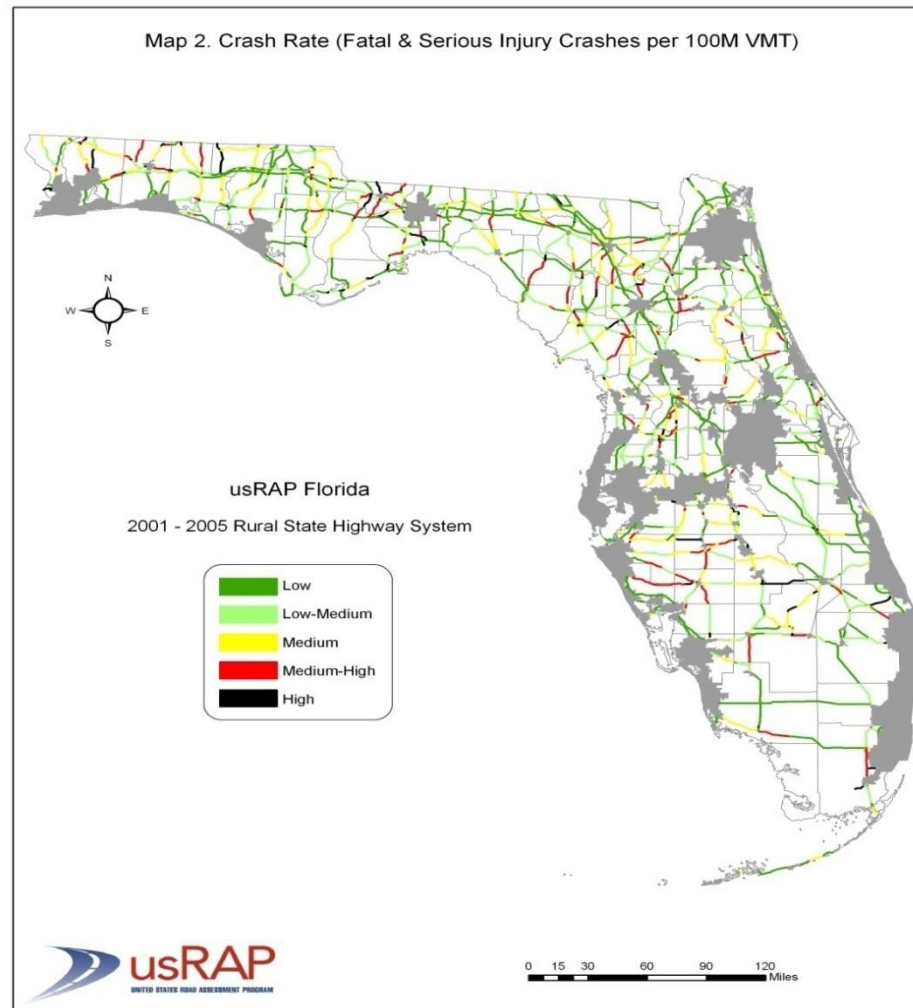 Map 2. Crash Rate (Fatal & Serious Injury Crashes per 100M VMT)
N
W E
S
usRAP Florida
2001 - 2005 Rural State Highway System
Low
Low-Medium
Medium
Medium-High
High
usRAP
UNITED STATES ROAD ASSESSMENT PROGRAM
0 15 30 60 90 120
Miles